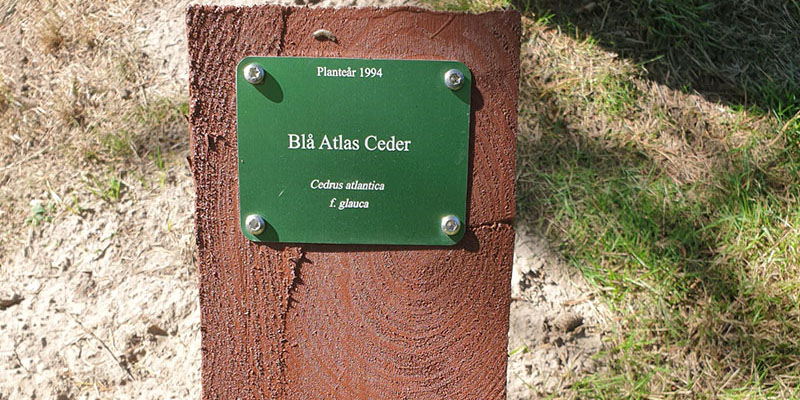 Planteår 1994
Blå Atlas Ceder
Cedrus atlantica
f. glauca